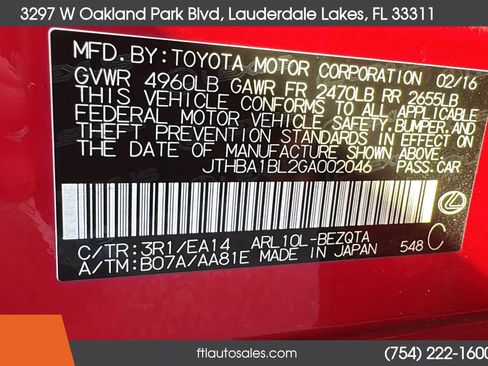 3297 W Oakland Park Blvd, Lauderdale Lakes, FL 33311
MFD. BY: TOYOTA MOTOR CORPORATION 02/16
GVWR 4960LB GAWR FR 2470LB RR 2655LB
THIS VEHICLE CONFORMS TO ALL APPLICABLE
FEDERAL MOTOR VEHICLE SAFETY, BUMPER, AND
THEFT PREVENTION STANDARDS IN EFFECT ON
THE DATE OF MANUFACTURE SHOWN ABOVE.
JTHBA1BL2GA002046 PASS. CAR
C/TR: 3R1/EA14 ARL10L-BEZQTA
A/TM: B07A/AA81E MADE IN JAPAN 548 C
ftlautosales.com (754) 222-1600